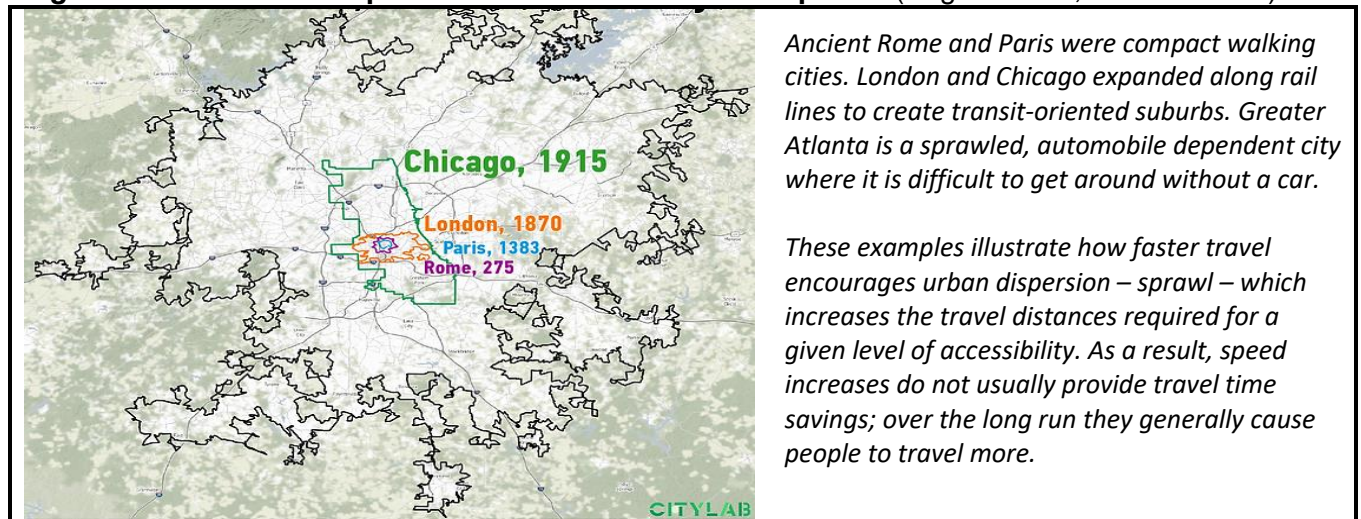 Ancient Rome and Paris were compact walking
cities. London and Chicago expanded along rail
lines to create transit-oriented suburbs. Greater
Atlanta is a sprawled, automobile dependent city
where it is difficult to get around without a car.
These examples illustrate how faster travel
encourages urban dispersion – sprawl – which
increases the travel distances required for a
given level of accessibility. As a result, speed
increases do not usually provide travel time
savings; over the long run they generally cause
people to travel more.
Chicago, 1915
London, 1870
Paris, 1383
Rome, 275
CITYLAB